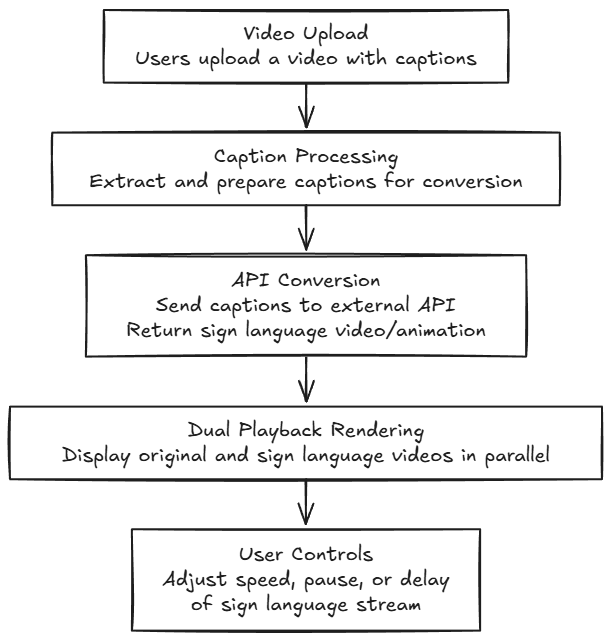 Video Upload
Users upload a video with captions
Caption Processing
Extract and prepare captions for conversion
API Conversion
Send captions to external API
Return sign language video/animation
Dual Playback Rendering
Display original and sign language videos in parallel
User Controls
Adjust speed, pause, or delay
of sign language stream